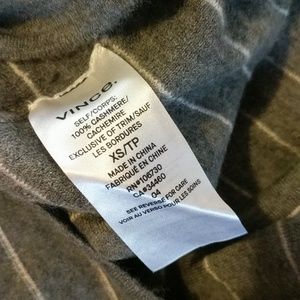 VINCE.
SELF/CORPS:
100% CASHMERE/
CACHEMIRE
EXCLUSIVE OF TRIM/SAUF
LES BORDURES
XS/TP
MADE IN CHINA
FABRIQUÉ EN CHINE
RN#106730
CA#34460
04
SEE REVERSE FOR CARE
VOIR AU VERSO POUR LES SOINS